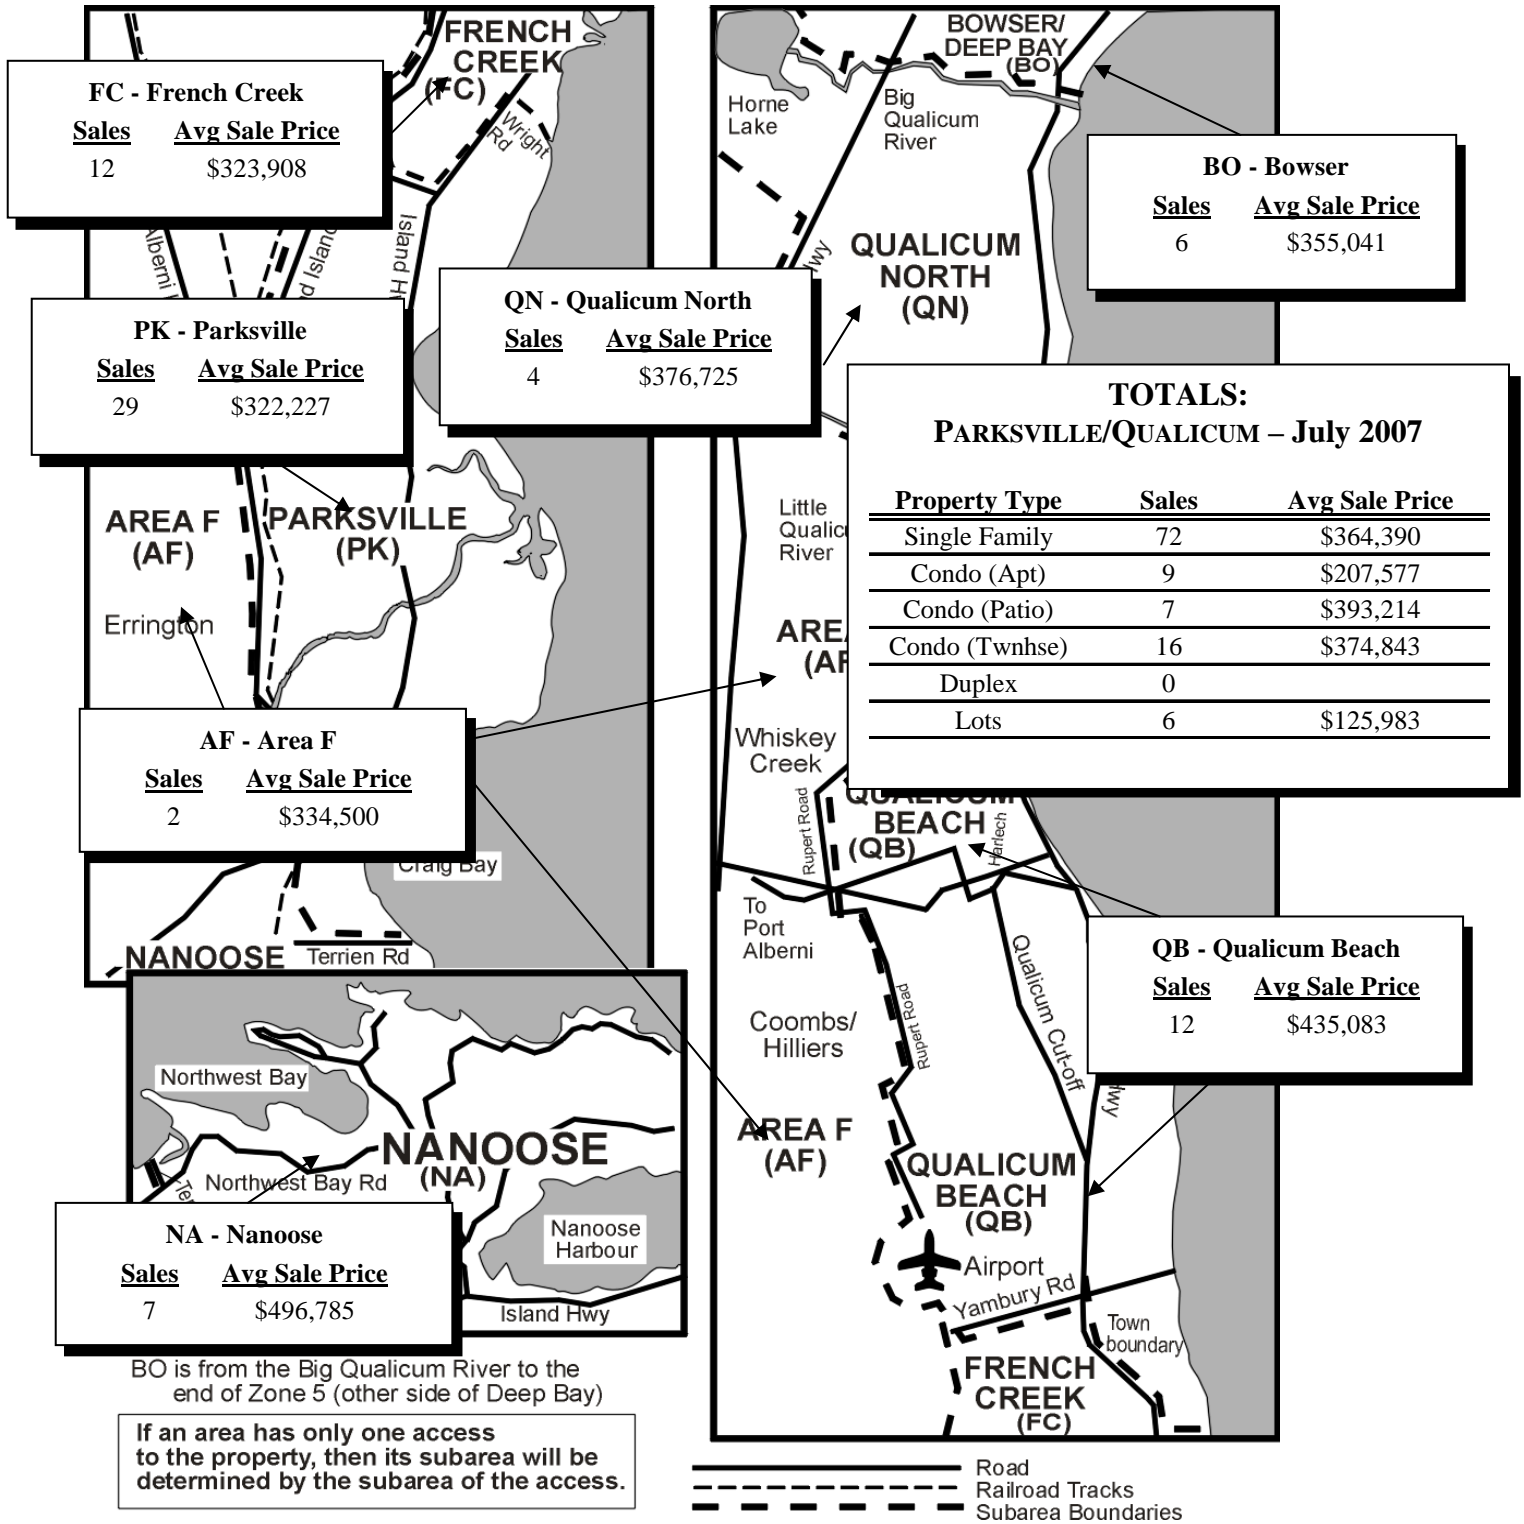 FRENCH
CREEK
(FC)
Wright
Rd
FC - French Creek
Sales Avg Sale Price
12 $323,908
PK - Parksville
Sales Avg Sale Price
29 $322,227
AREA F
(AF)
PARKSVILLE
(PK)
Errington
AF - Area F
Sales Avg Sale Price
2 $334,500
Craig Bay
NANOOSE
Terrien Rd
Northwest Bay
NANOOSE
(NA)
Northwest Bay Rd
Nanoose
Harbour
Island Hwy
NA - Nanoose
Sales Avg Sale Price
7 $496,785
BO is from the Big Qualicum River to the
end of Zone 5 (other side of Deep Bay)
If an area has only one access
to the property, then its subarea will be
determined by the subarea of the access.
BOWSER/
DEEP BAY
(BO)
Horne
Lake
Big
Qualicum
River
BO - Bowser
Sales Avg Sale Price
6 $355,041
QUALICUM
NORTH
(QN)
QN - Qualicum North
Sales Avg Sale Price
4 $376,725
TOTALS:
PARKSVILLE/QUALICUM – July 2007
Property Type Sales Avg Sale Price
Single Family 72 $364,390
Condo (Apt) 9 $207,577
Condo (Patio) 7 $393,214
Condo (Twnhse) 16 $374,843
Duplex 0
Lots 6 $125,983
Little
River
Whiskey
Creek
Rupert Road
QUALICUM
BEACH
(QB)
Harlech
To
Port
Alberni
QB - Qualicum Beach
Sales Avg Sale Price
12 $435,083
Qualicum Cut-off
Rupert Road
Coombs/
Hilliers
Hwy
AREA F
(AF)
QUALICUM
BEACH
(QB)
Airport
Yambury Rd
Town
boundary
FRENCH
CREEK
(FC)
Road
Railroad Tracks
Subarea Boundaries